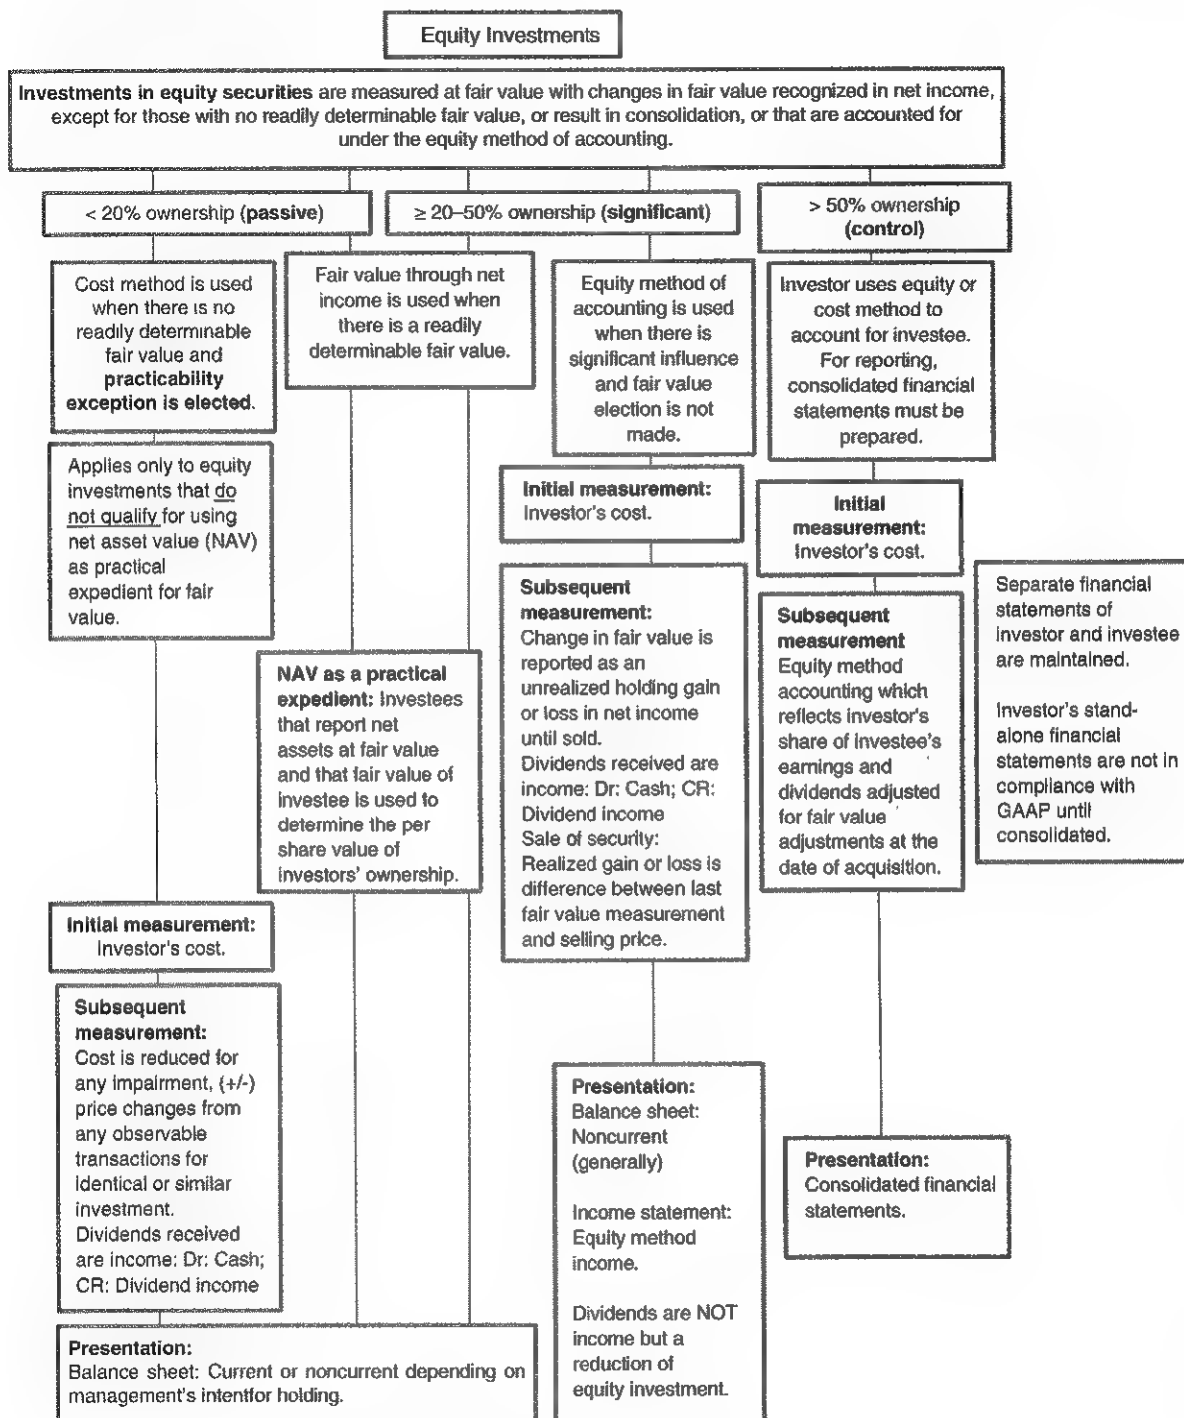 Equity Investments
Investments in equity securities are measured at fair value with changes in fair value recognized in net income,
except for those with no readily determinable fair value, or result in consolidation, or that are accounted for
under the equity method of accounting.
< 20% ownership (passive)
≥ 20–50% ownership (significant)
> 50% ownership
(control)
Cost method is used
when there is no
readily determinable
fair value and
practicability
exception is elected.
Fair value through net
income is used when
there is a readily
determinable fair value.
Equity method of
accounting is used
when there is
significant influence
and fair value
election is not
made.
Investor uses equity or
cost method to
account for investee.
For reporting,
consolidated financial
statements must be
prepared.
Applies only to equity
investments that do
not qualify for using
net asset value (NAV)
as practical
expedient for fair
value.
Initial measurement:
Investor's cost.
Initial
measurement:
Investor's cost.
Subsequent
measurement:
Change in fair value is
reported as an
unrealized holding gain
or loss in net income
until sold.
Dividends received are
income: Dr: Cash; CR:
Dividend income
Sale of security:
Realized gain or loss is
difference between last
fair value measurement
and selling price.
Subsequent
measurement
Equity method
accounting which
reflects investor's
share of investee's
earnings and
dividends adjusted
for fair value
adjustments at the
date of acquisition.
Separate financial
statements of
investor and investee
are maintained.
Investor's stand-
alone financial
statements are not in
compliance with
GAAP until
consolidated.
NAV as a practical
expedient: Investees
that report net
assets at fair value
and that fair value of
investee is used to
determine the per
share value of
investors' ownership.
Initial measurement:
Investor's cost.
Subsequent
measurement:
Cost is reduced for
any impairment, (+/-)
price changes from
any observable
transactions for
identical or similar
investment.
Dividends received
are income: Dr: Cash;
CR: Dividend income
Presentation:
Balance sheet:
Noncurrent
(generally)
Income statement:
Equity method
income.
Dividends are NOT
income but a
reduction of
equity investment.
Presentation:
Consolidated financial
statements.
Presentation:
Balance sheet: Current or noncurrent depending on
management's intentfor holding.